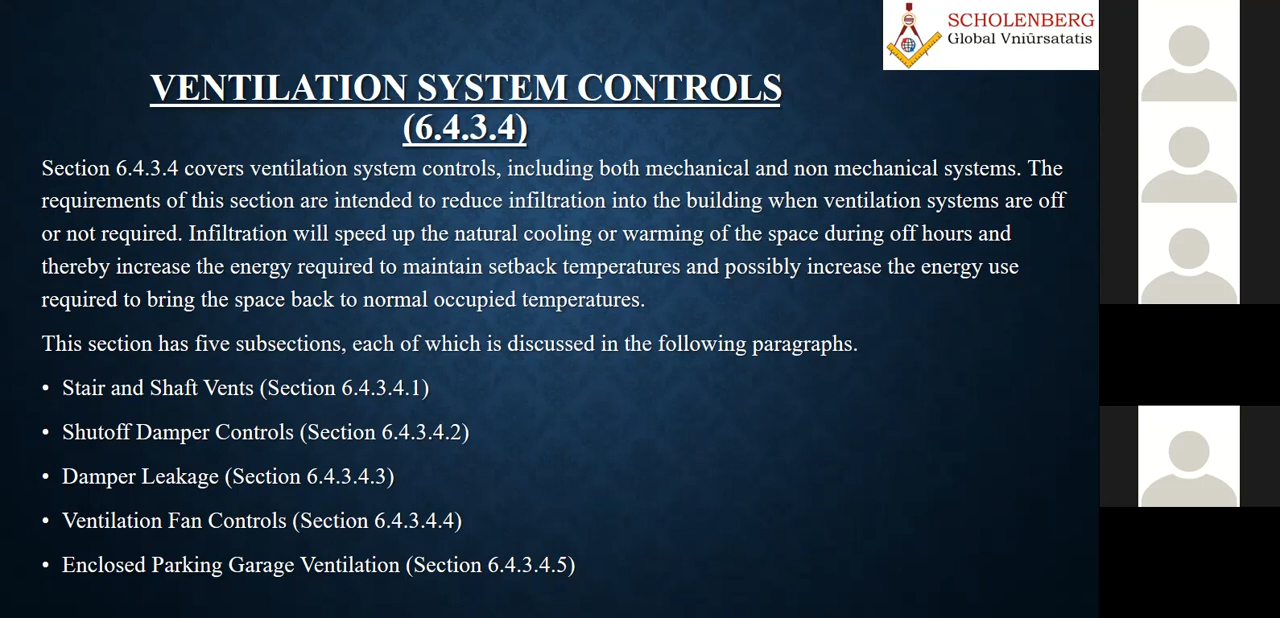 SCHOLENBERG
Global Vniūrsatatis
VENTILATION SYSTEM CONTROLS
(6.4.3.4)
Section 6.4.3.4 covers ventilation system controls, including both mechanical and non mechanical systems. The
requirements of this section are intended to reduce infiltration into the building when ventilation systems are off
or not required. Infiltration will speed up the natural cooling or warming of the space during off hours and
thereby increase the energy required to maintain setback temperatures and possibly increase the energy use
required to bring the space back to normal occupied temperatures.
This section has five subsections, each of which is discussed in the following paragraphs.
• Stair and Shaft Vents (Section 6.4.3.4.1)
• Shutoff Damper Controls (Section 6.4.3.4.2)
• Damper Leakage (Section 6.4.3.4.3)
• Ventilation Fan Controls (Section 6.4.3.4.4)
• Enclosed Parking Garage Ventilation (Section 6.4.3.4.5)